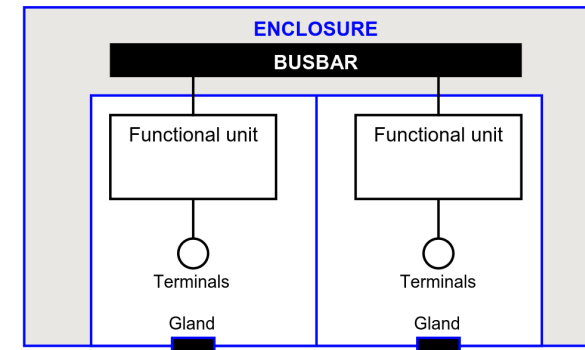 ENCLOSURE
BUSBAR
Functional unit
Functional unit
Terminals
Terminals
Gland
Gland